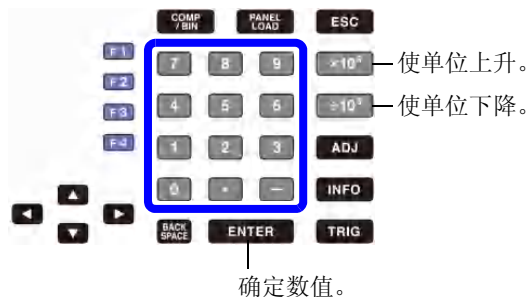 COMP /BIN
PANEL LOAD
ESC
F1
7 8 9
×10³
使单位上升。
F2
4 5 6
÷10³
使单位下降。
F3
F4
1 2 3
ADJ
0 · −
INFO
BACK SPACE
ENTER
TRIG
确定数值。